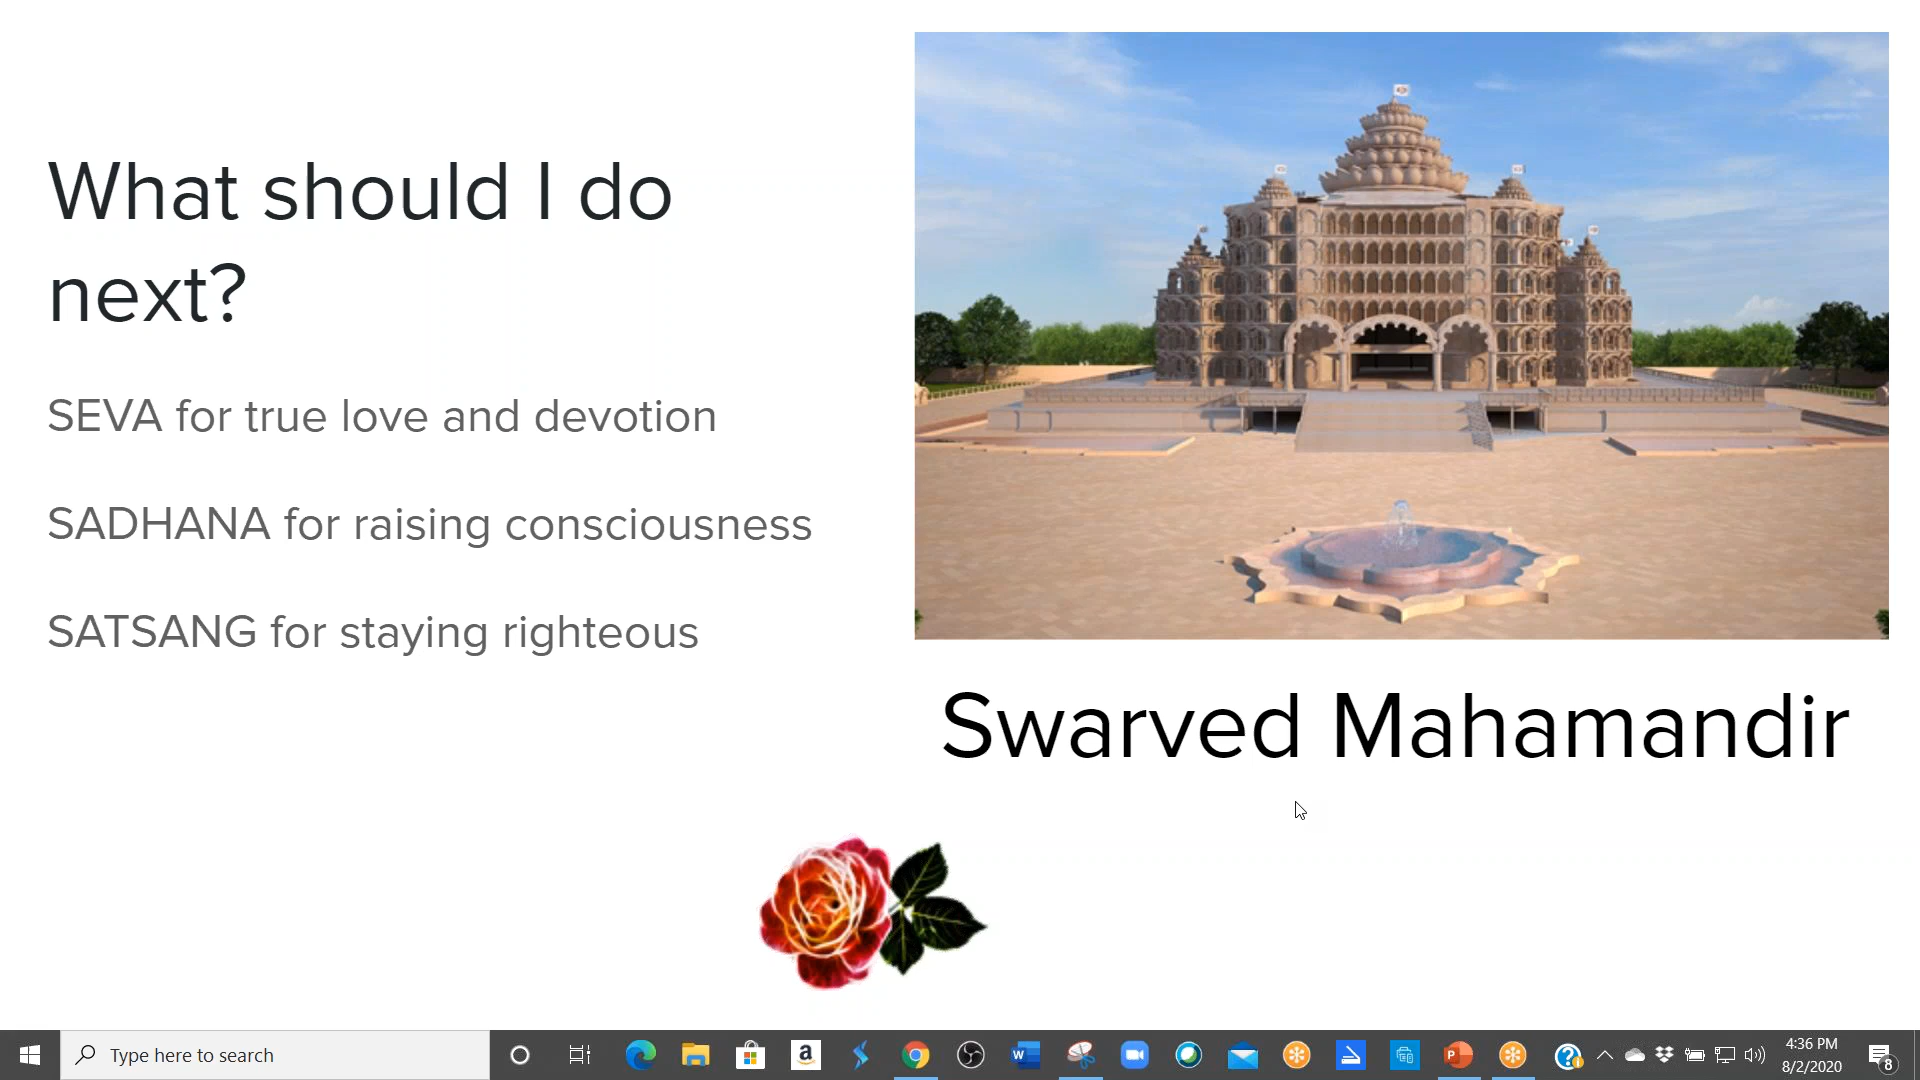 What should I do
next?
SEVA for true love and devotion
SADHANA for raising consciousness
SATSANG for staying righteous
Swarved Mahamandir
Type here to search
4:36 PM
8/2/2020
8